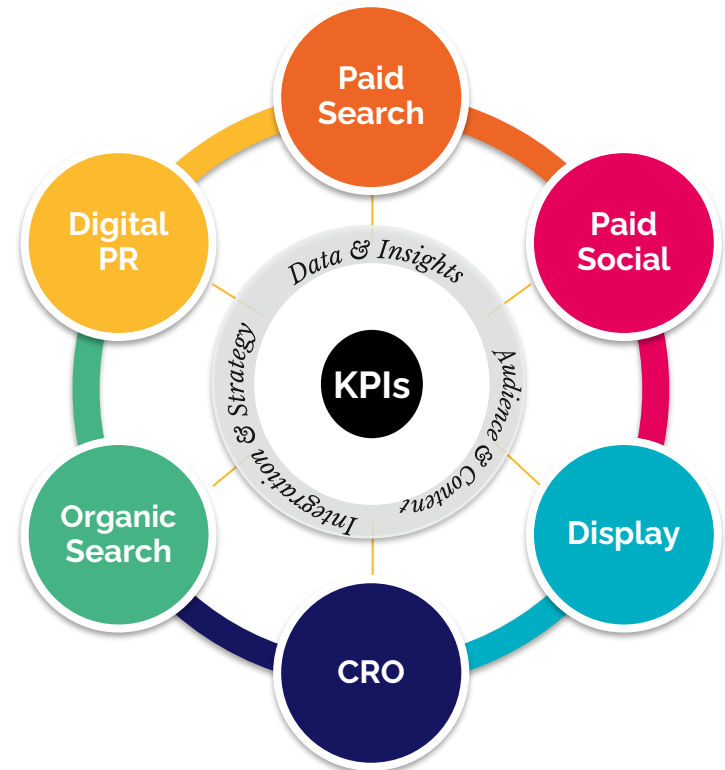 Paid
Search
Digital
PR
Paid
Social
Data & Insights
Audience & Content
Integration & Strategy
KPIs
Organic
Search
Display
CRO